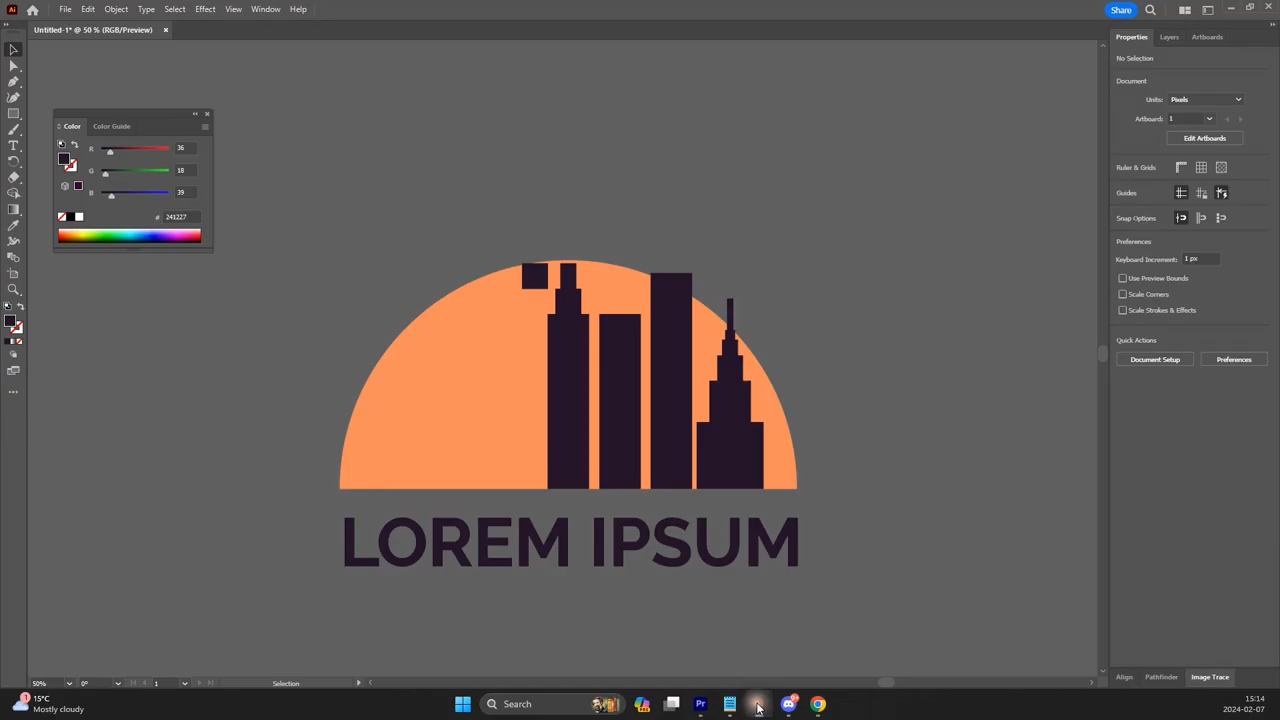 Ai File Edit Object Type Select Effect View Window Help Share
Untitled-1* @ 50 % (RGB/Preview) ×
Properties Layers Artboards
No Selection
Document
Units: Pixels
Artboard: 1
Edit Artboards
Ruler & Grids
Guides
Snap Options
Preferences
Keyboard Increment: 1 px
Use Preview Bounds
Scale Corners
Scale Strokes & Effects
Quick Actions
Document Setup Preferences
Color Color Guide
R 36
G 18
B 39
# 241227
LOREM IPSUM
50% 0° 1 Selection
Align Pathfinder Image Trace
1
15°C
Mostly cloudy
Search
Pr
15:14
2024-02-07